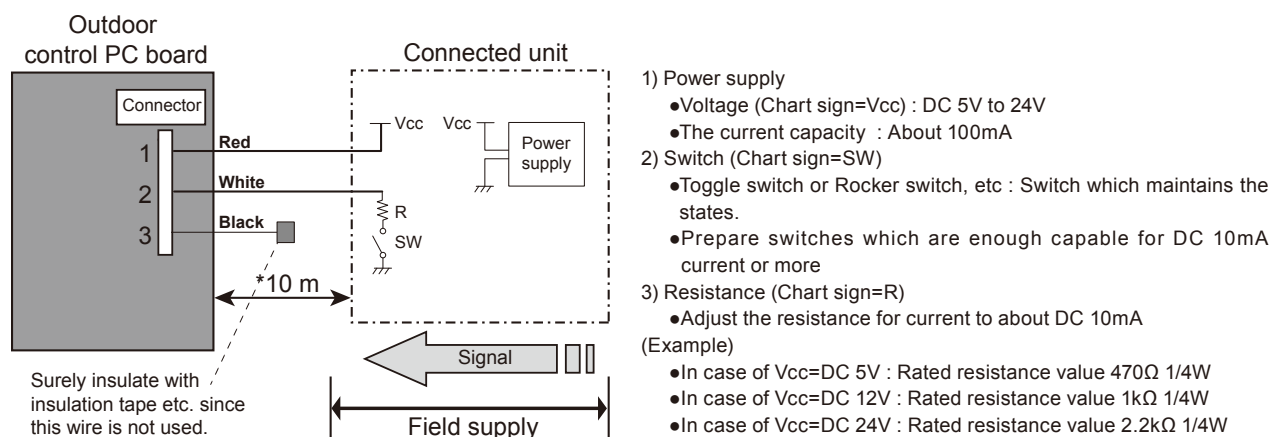 Outdoor
control PC board
Connector
1
2
3
Red
White
Black
*10 m
Surely insulate with
insulation tape etc. since
this wire is not used.
Connected unit
Vcc
Vcc
Power
supply
R
SW
Signal
Field supply
1) Power supply
●Voltage (Chart sign=Vcc) : DC 5V to 24V
●The current capacity : About 100mA
2) Switch (Chart sign=SW)
●Toggle switch or Rocker switch, etc : Switch which maintains the
states.
●Prepare switches which are enough capable for DC 10mA
current or more
3) Resistance (Chart sign=R)
●Adjust the resistance for current to about DC 10mA
(Example)
●In case of Vcc=DC 5V : Rated resistance value 470Ω 1/4W
●In case of Vcc=DC 12V : Rated resistance value 1kΩ 1/4W
●In case of Vcc=DC 24V : Rated resistance value 2.2kΩ 1/4W